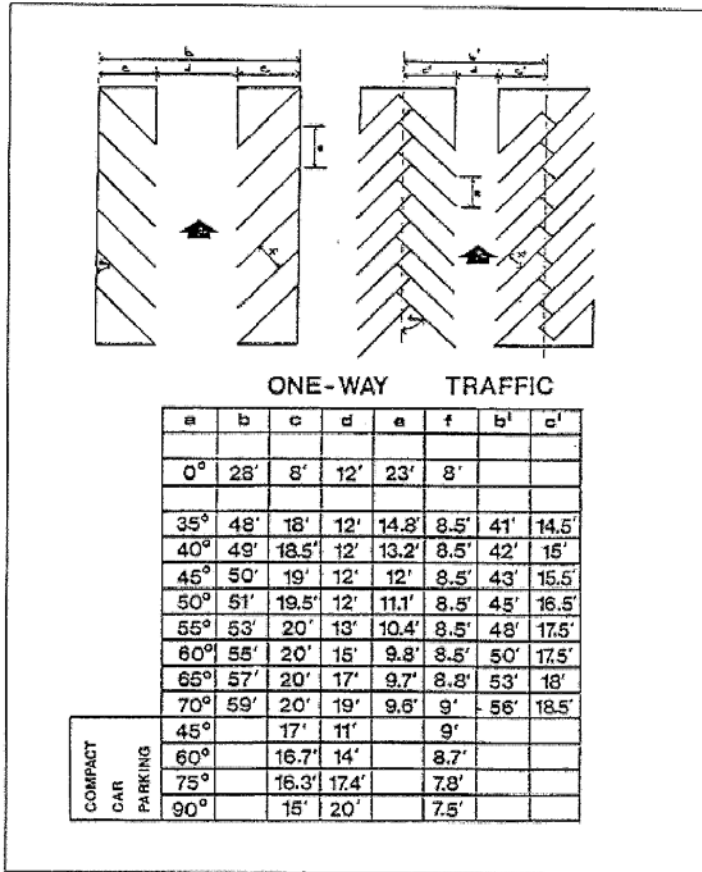 b b'
c d c c' d c'
e
ONE-WAY TRAFFIC
a b c d e f b' c'
0° 28' 8' 12' 23' 8'
35° 48' 18' 12' 14.8' 8.5' 41' 14.5'
40° 49' 18.5' 12' 13.2' 8.5' 42' 15'
45° 50' 19' 12' 12' 8.5' 43' 15.5'
50° 51' 19.5' 12' 11.1' 8.5' 45' 16.5'
55° 53' 20' 13' 10.4' 8.5' 48' 17.5'
60° 55' 20' 15' 9.8' 8.5' 50' 17.5'
65° 57' 20' 17' 9.7' 8.8' 53' 18'
70° 59' 20' 19' 9.6' 9' 56' 18.5'
COMPACT
CAR
PARKING
45° 17' 11' 9'
60° 16.7' 14' 8.7'
75° 16.3' 17.4' 7.8'
90° 15' 20' 7.5'